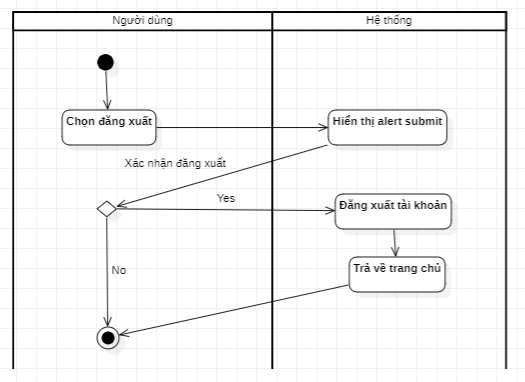 Người dùng
Hệ thống
Chọn đăng xuất
Hiển thị alert submit
Xác nhận đăng xuất
Yes
Đăng xuất tài khoản
No
Trả về trang chủ